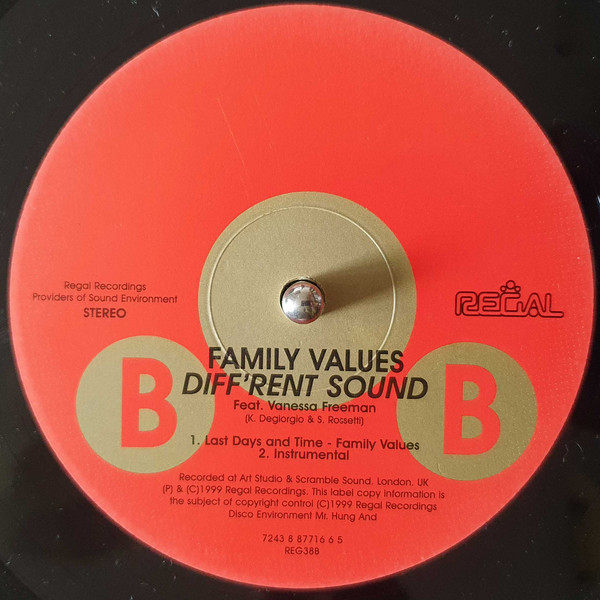 Regal Recordings
Providers of Sound Environment
STEREO
REGAL
B
B
FAMILY VALUES
DIFF'RENT SOUND
Feat. Vanessa Freeman
(K. Degiorgio & S. Rossetti)
1. Last Days and Time - Family Values
2. Instrumental
Recorded at Art Studio & Scramble Sound. London. UK
(P) & (C)1999 Regal Recordings. This label copy information is
the subject of copyright control (C)1999 Regal Recordings
Disco Environment Mr. Hung And
7243 8 87716 6 5
REG38B